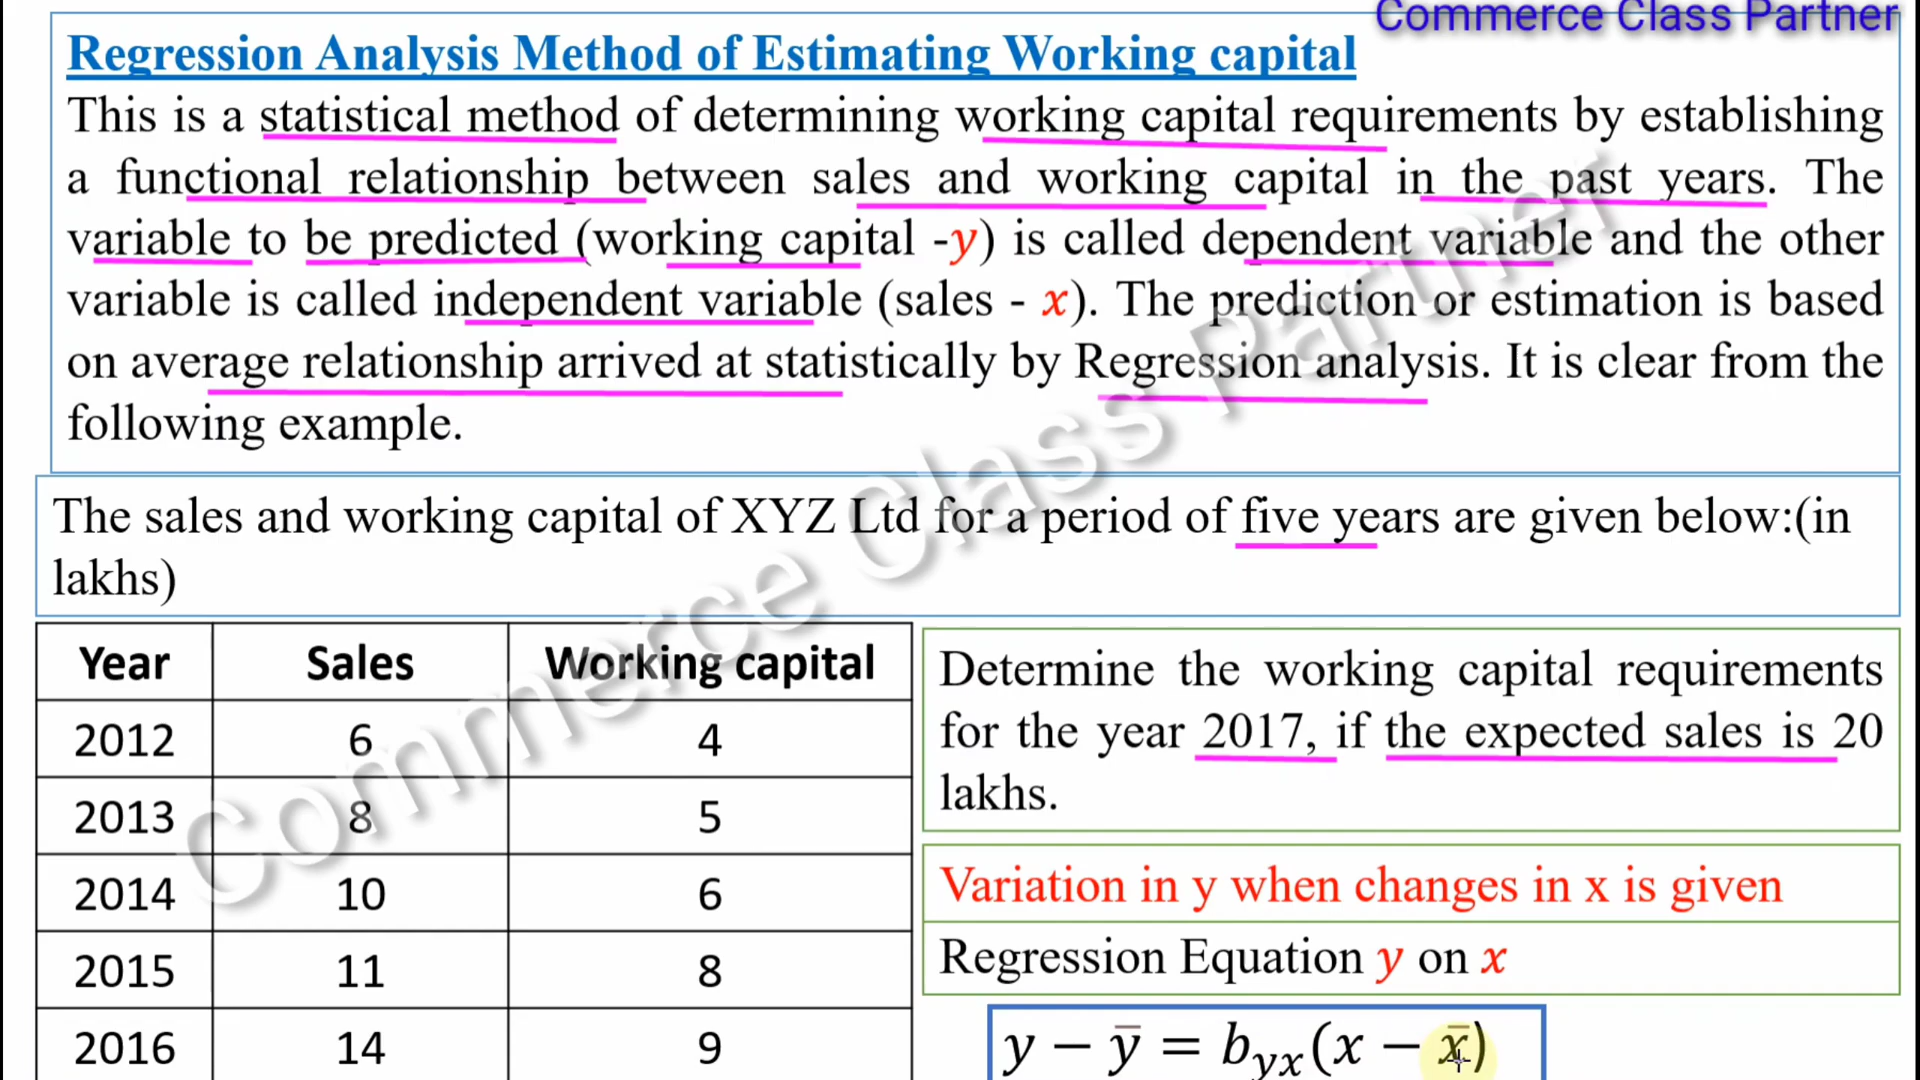 Commerce Class Partner
Regression Analysis Method of Estimating Working capital
This is a statistical method of determining working capital requirements by establishing
a functional relationship between sales and working capital in the past years. The
variable to be predicted (working capital -y) is called dependent variable and the other
variable is called independent variable (sales - x). The prediction or estimation is based
on average relationship arrived at statistically by Regression analysis. It is clear from the
following example.
The sales and working capital of XYZ Ltd for a period of five years are given below:(in
lakhs)
Year Sales Working capital
2012 6 4
2013 8 5
2014 10 6
2015 11 8
2016 14 9
Determine the working capital requirements
for the year 2017, if the expected sales is 20
lakhs.
Variation in y when changes in x is given
Regression Equation y on x
y − ȳ = b_yx(x − x̄)
Commerce Class Partner